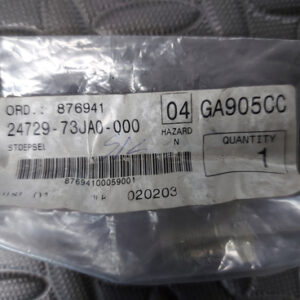 ORD.: 876941
04
GA905CC
24729-73JA0-000
HAZARD
N
STOEPSEL
QUANTITY
1
87694100059001
020203